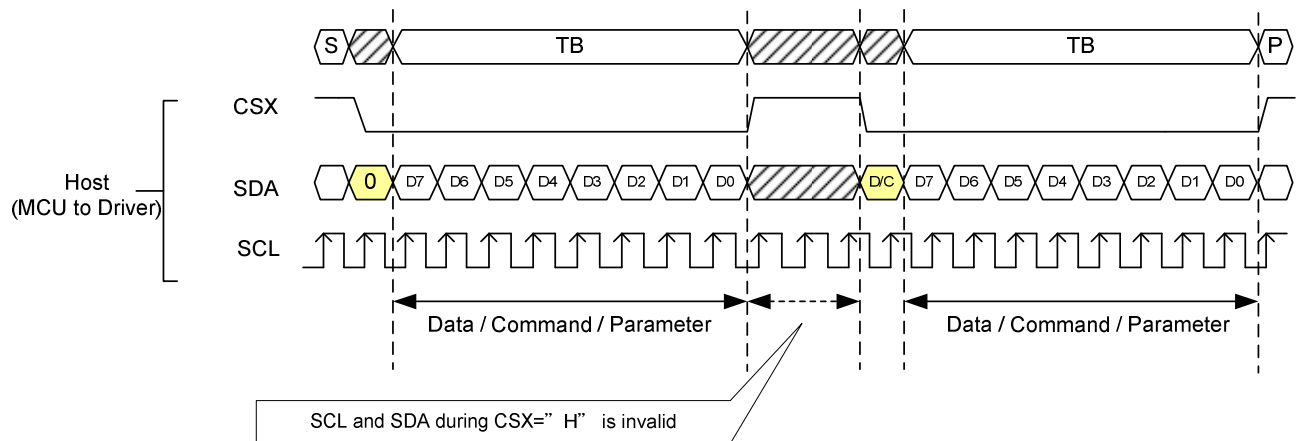 S TB TB P
CSX
Host
(MCU to Driver)
SDA
0 D7 D6 D5 D4 D3 D2 D1 D0 D/C D7 D6 D5 D4 D3 D2 D1 D0
SCL
Data / Command / Parameter
Data / Command / Parameter
SCL and SDA during CSX=” H” is invalid